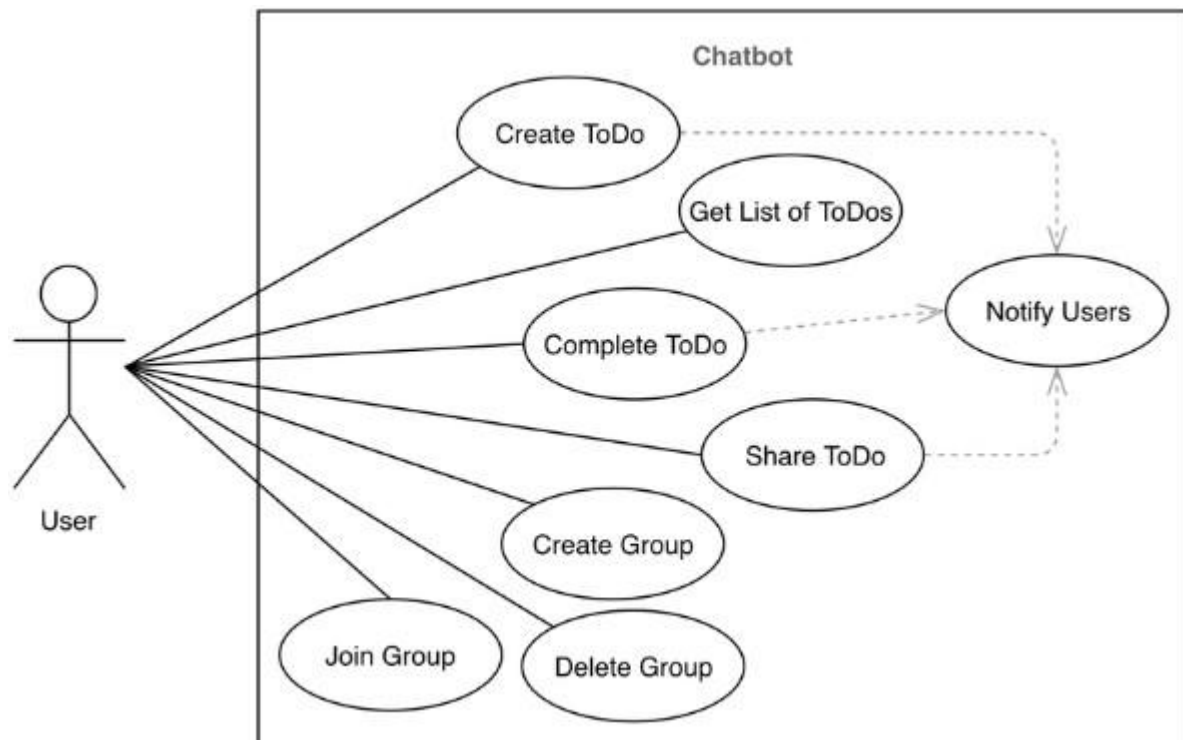 Chatbot
Create ToDo
Get List of ToDos
Notify Users
Complete ToDo
Share ToDo
User
Create Group
Join Group
Delete Group